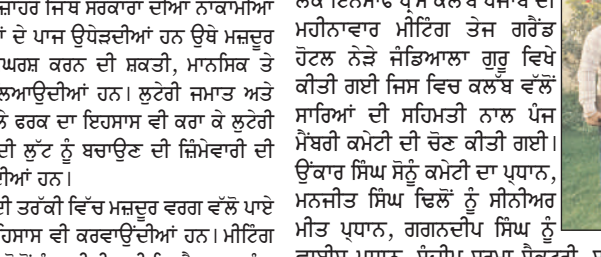 ਜ਼ਾਹਰ ਜਿਥੇ ਸਰਕਾਰਾਂ ਦੀਆਂ ਨਾਕਾਮੀਆਂ
ਦੇ ਪਾਜ ਉਧੇੜਦੀਆਂ ਹਨ ਉਥੇ ਮਜ਼ਦੂਰ
ਘਰਸ਼ ਕਰਨ ਦੀ ਸ਼ਕਤੀ, ਮਾਨਸਿਕ ਤੇ
ਲਆਉਦੀਆਂ ਹਨ। ਲੁਟੇਰੀ ਜਮਾਤ ਅਤੇ
ਲੇ ਫਰਕ ਦਾ ਇਹਸਾਸ ਵੀ ਕਰਾ ਕੇ ਲੁਟੇਰੀ
ਦੀ ਲੁੱਟ ਨੂੰ ਬਚਾਉਣ ਦੀ ਜ਼ਿੰਮੇਵਾਰੀ ਦੀ
ਦੀਆਂ ਹਨ।
ਈ ਤਰੱਕੀ ਵਿੱਚ ਮਜ਼ਦੂਰ ਵਰਗ ਵੱਲੋ ਪਾਏ
ਹਿਸਾਸ ਵੀ ਕਰਵਾਉਂਦੀਆਂ ਹਨ। ਮੀਟਿੰਗ
ਲੋਕ ਇਨਸਾਫ ਪ੍ਰੈਸ ਕਲੱਬ ਪੰਜਾਬ ਦੀ
ਮਹੀਨਾਵਾਰ ਮੀਟਿੰਗ ਤੇਜ ਗਰੈਂਡ
ਹੋਟਲ ਨੇੜੇ ਜੰਡਿਆਲਾ ਗੁਰੂ ਵਿਖੇ
ਕੀਤੀ ਗਈ ਜਿਸ ਵਿਚ ਕਲੱਬ ਵੱਲੋਂ
ਸਾਰਿਆਂ ਦੀ ਸਹਿਮਤੀ ਨਾਲ ਪੰਜ
ਮੈਂਬਰੀ ਕਮੇਟੀ ਦੀ ਚੋਣ ਕੀਤੀ ਗਈ।
ਉਂਕਾਰ ਸਿੰਘ ਸੋਨੂੰ ਕਮੇਟੀ ਦਾ ਪ੍ਰਧਾਨ,
ਮਨਜੀਤ ਸਿੰਘ ਢਿਲੋਂ ਨੂੰ ਸੀਨੀਅਰ
ਮੀਤ ਪ੍ਰਧਾਨ, ਗਗਨਦੀਪ ਸਿੰਘ ਨੂੰ